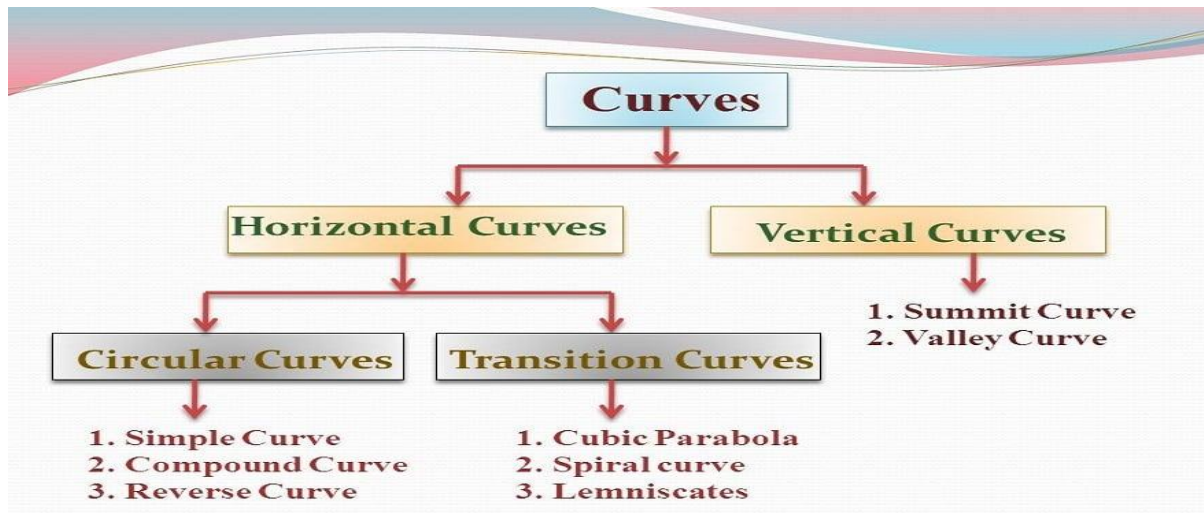 Curves
Horizontal Curves
Vertical Curves
1. Summit Curve
2. Valley Curve
Circular Curves
Transition Curves
1. Simple Curve
2. Compound Curve
3. Reverse Curve
1. Cubic Parabola
2. Spiral curve
3. Lemniscates